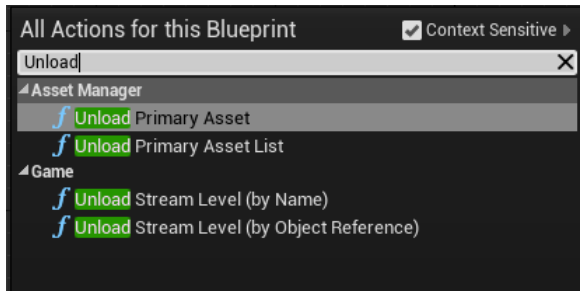 All Actions for this Blueprint Context Sensitive
Unload
Asset Manager
f Unload Primary Asset
f Unload Primary Asset List
Game
f Unload Stream Level (by Name)
f Unload Stream Level (by Object Reference)